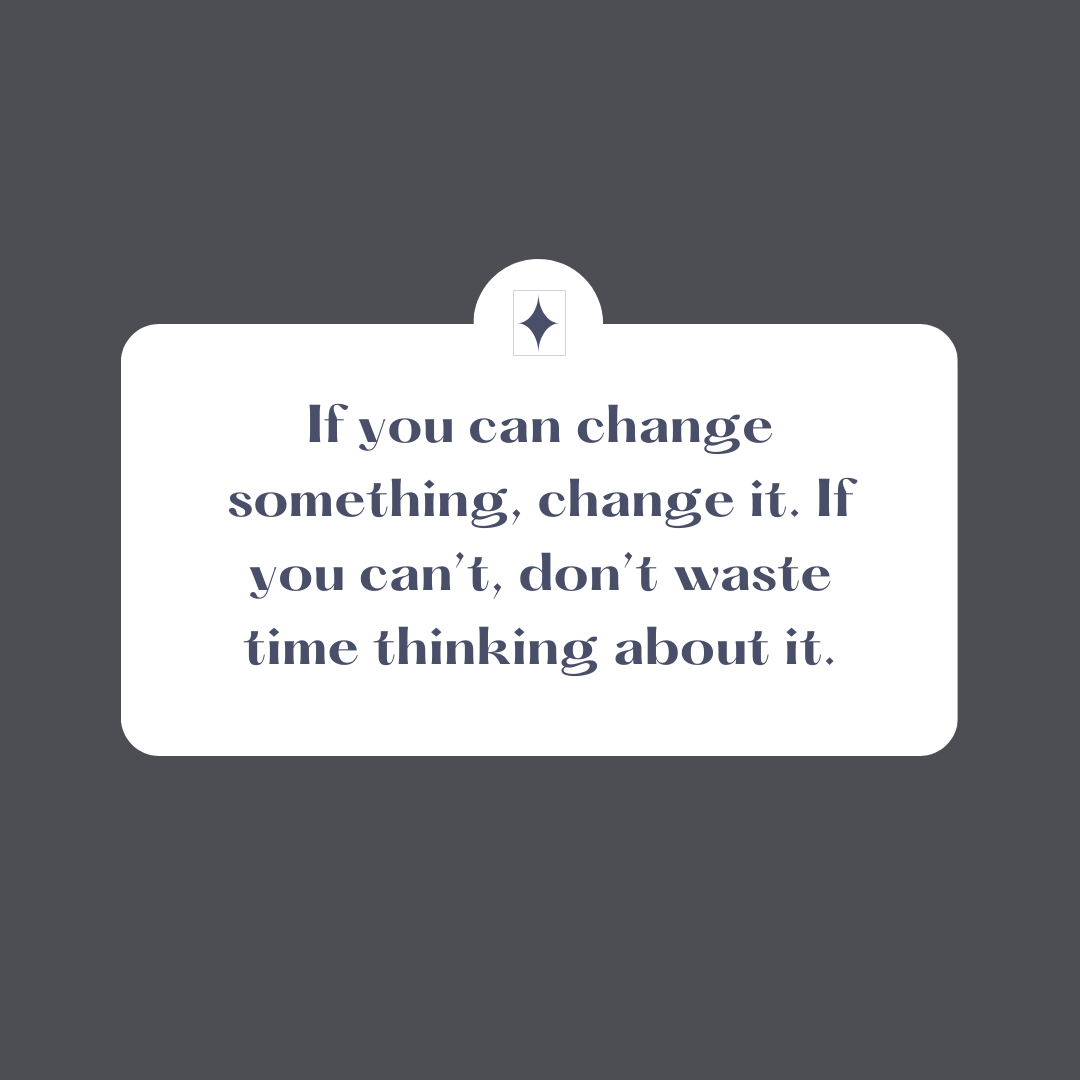 If you can change
something, change it. If
you can’t, don’t waste
time thinking about it.